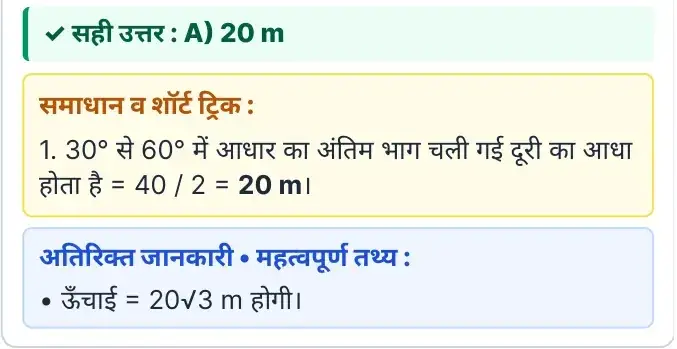 ✓ सही उत्तर : A) 20 m
समाधान व शॉर्ट ट्रिक :
1. 30° से 60° में आधार का अंतिम भाग चली गई दूरी का आधा
होता है = 40 / 2 = 20 m।
अतिरिक्त जानकारी • महत्वपूर्ण तथ्य :
• ऊँचाई = 20√3 m होगी।